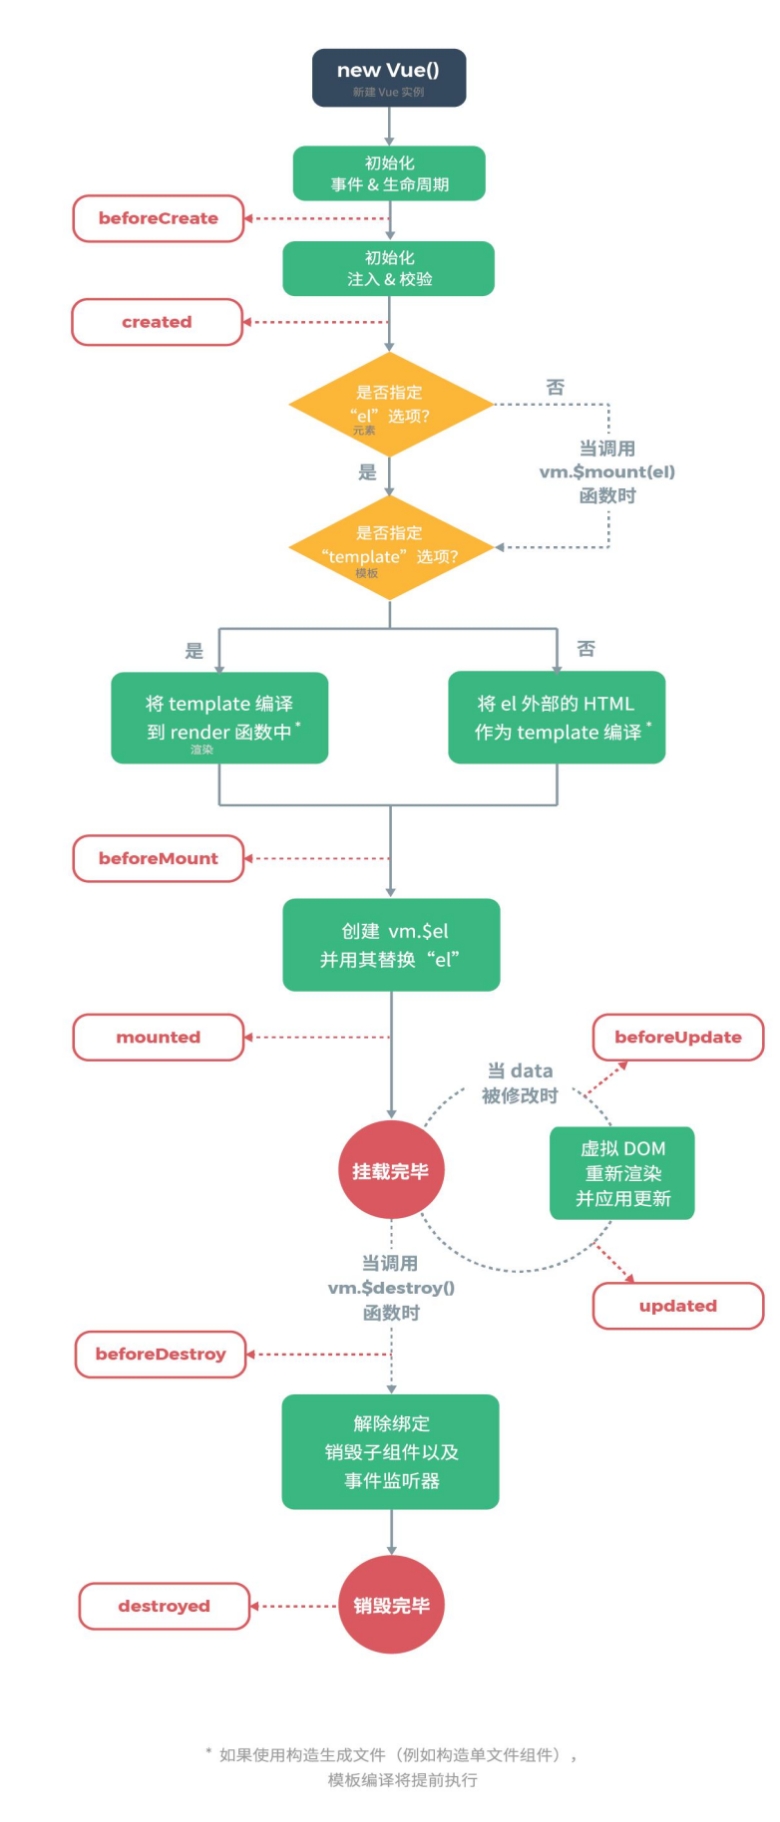 new Vue()
新建 Vue 实例
初始化
事件 & 生命周期
beforeCreate
初始化
注入 & 校验
created
是否指定
“el”选项?
元素
否
当调用
vm.$mount(el)
函数时
是
是否指定
“template”选项?
模板
是
否
将 template 编译
到 render 函数中*
渲染
将 el 外部的 HTML
作为 template 编译*
beforeMount
创建 vm.$el
并用其替换“el”
mounted
beforeUpdate
当 data
被修改时
虚拟 DOM
重新渲染
并应用更新
挂载完毕
updated
当调用
vm.$destroy()
函数时
beforeDestroy
解除绑定
销毁子组件以及
事件监听器
销毁完毕
destroyed
* 如果使用构造生成文件（例如构造单文件组件），
模板编译将提前执行